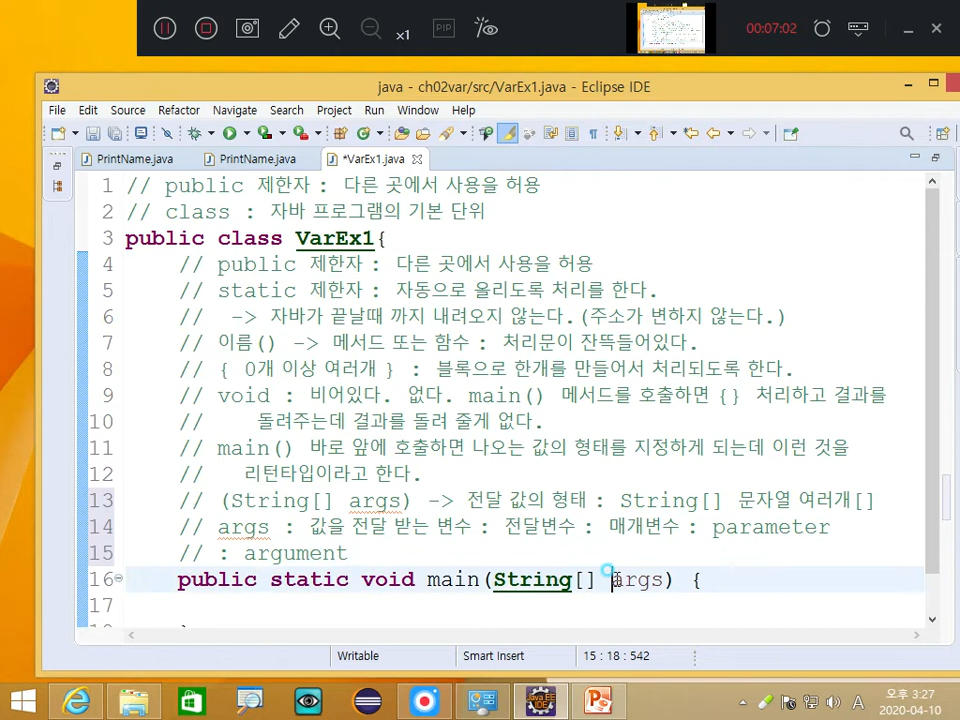 x1
PIP
00:07:02
java - ch02var/src/VarEx1.java - Eclipse IDE
File Edit Source Refactor Navigate Search Project Run Window Help
PrintName.java PrintName.java *VarEx1.java
1 // public 제한자 : 다른 곳에서 사용을 허용
2 // class : 자바 프로그램의 기본 단위
3 public class VarEx1{
4 // public 제한자 : 다른 곳에서 사용을 허용
5 // static 제한자 : 자동으로 올리도록 처리를 한다.
6 // -> 자바가 끝날때 까지 내려오지 않는다.(주소가 변하지 않는다.)
7 // 이름() -> 메서드 또는 함수 : 처리문이 잔뜩들어있다.
8 // { 0개 이상 여러개 } : 블록으로 한개를 만들어서 처리되도록 한다.
9 // void : 비어있다. 없다. main() 메서드를 호출하면 {} 처리하고 결과를
10 // 돌려주는데 결과를 돌려 줄게 없다.
11 // main() 바로 앞에 호출하면 나오는 값의 형태를 지정하게 되는데 이런 것을
12 // 리턴타입이라고 한다.
13 // (String[] args) -> 전달 값의 형태 : String[] 문자열 여러개[]
14 // args : 값을 전달 받는 변수 : 전달변수 : 매개변수 : parameter
15 // : argument
16 public static void main(String[] args) {
17
Writable Smart Insert 15 : 18 : 542
A 오후 3:27
2020-04-10